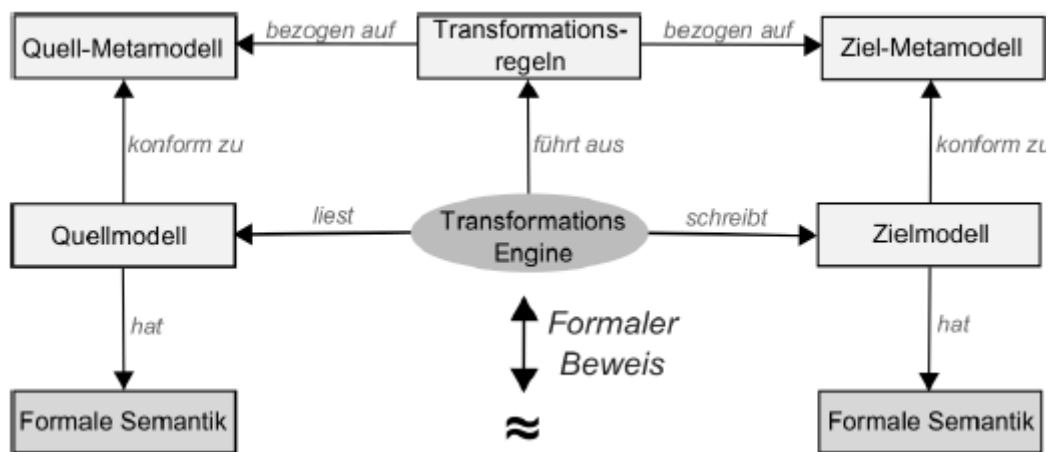 bezogen auf
bezogen auf
Quell-Metamodell
Transformations-
regeln
Ziel-Metamodell
konform zu
führt aus
konform zu
liest
schreibt
Quellmodell
Transformations
Engine
Zielmodell
hat
Formaler
Beweis
hat
Formale Semantik
≈
Formale Semantik